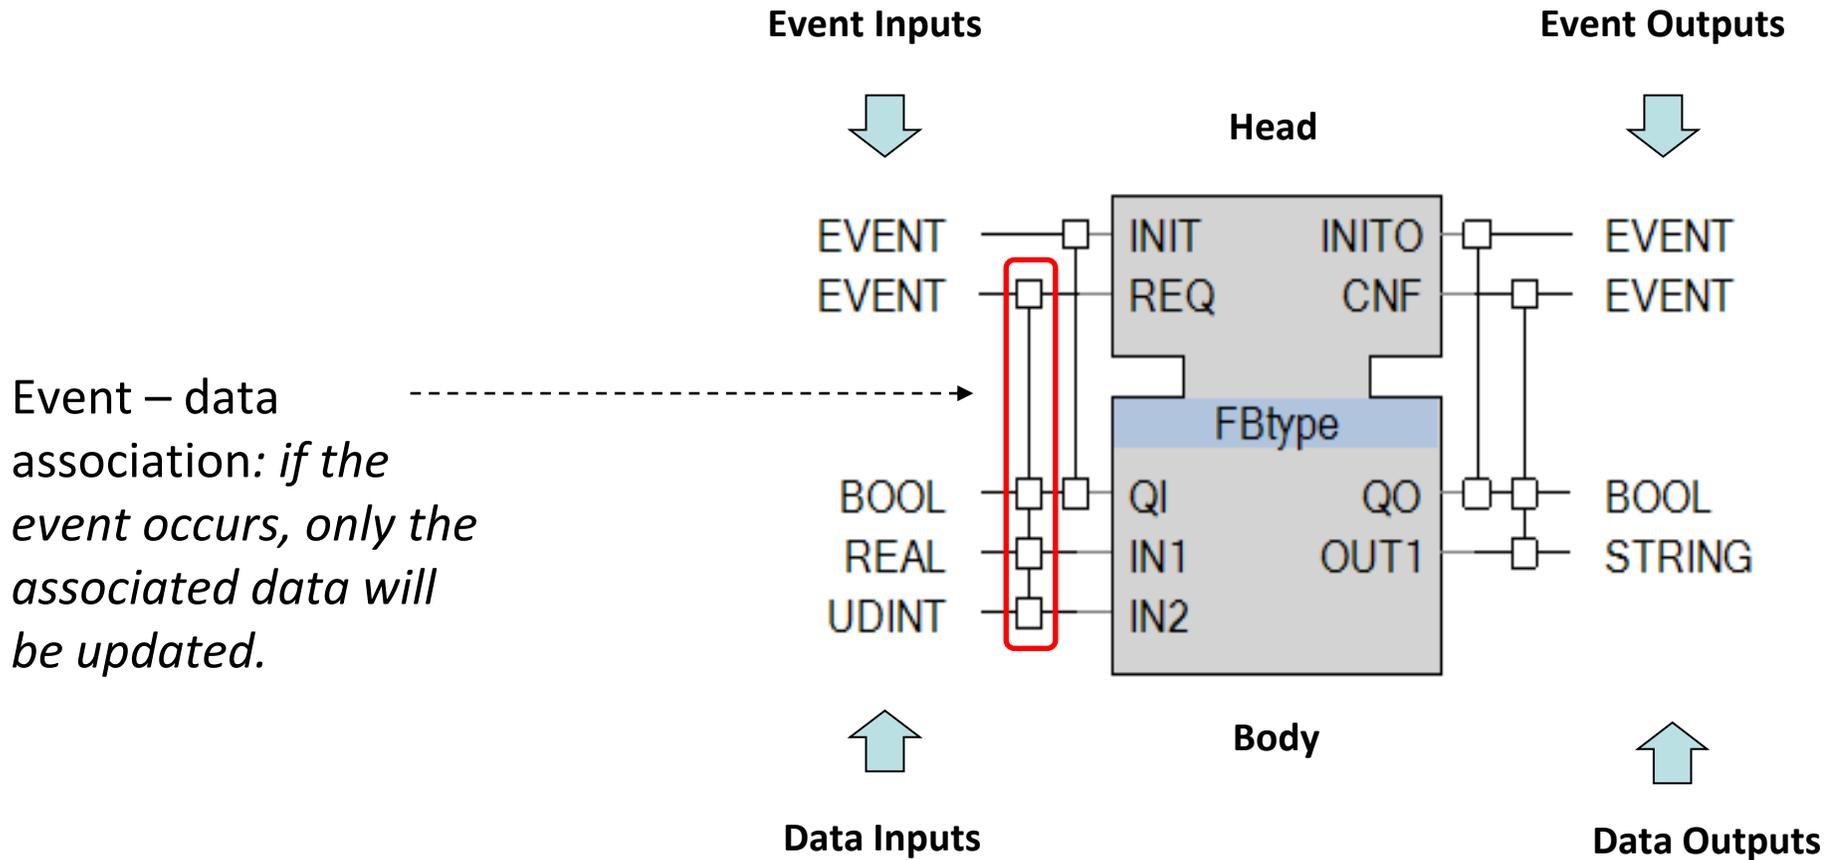 Event Inputs
Event Outputs
Head
EVENT INIT INITO EVENT
EVENT REQ CNF EVENT
Event – data
association: if the
event occurs, only the
associated data will
be updated.
FBtype
BOOL QI QO BOOL
REAL IN1 OUT1 STRING
UDINT IN2
Body
Data Inputs
Data Outputs